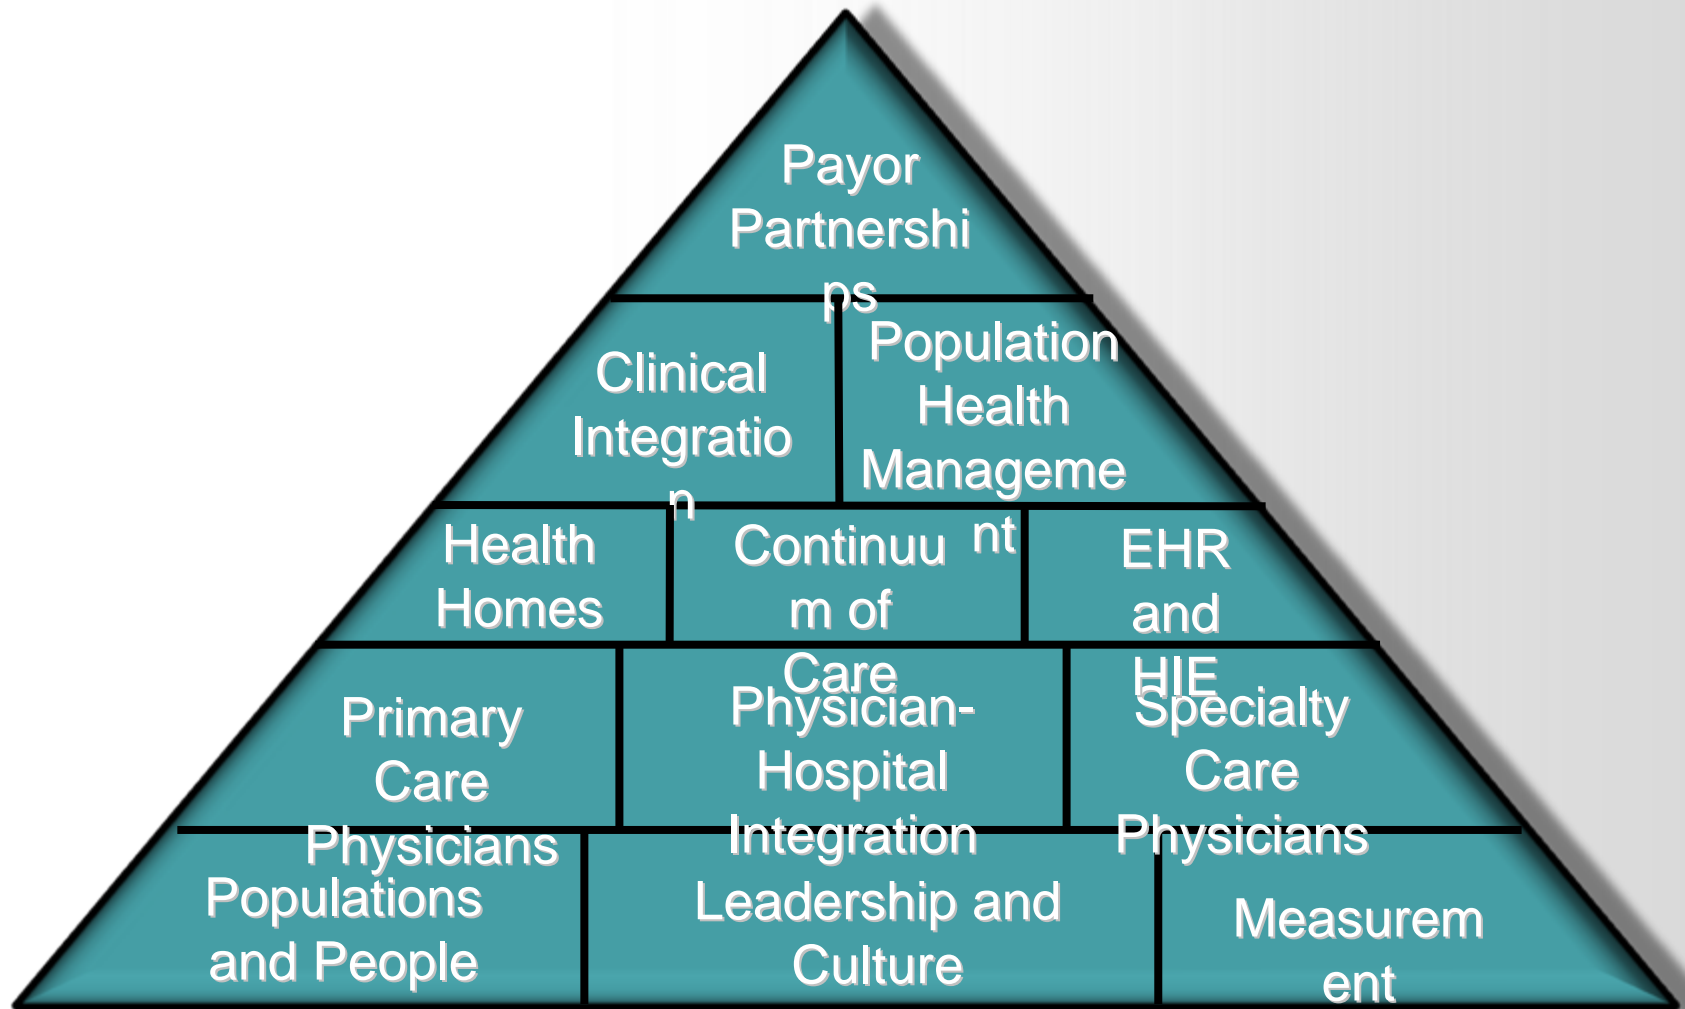 Payor
Partnershi
ps
Clinical
Integratio
n
Population
Health
Manageme
nt
Health
Homes
Continuu
m of
Care
EHR
and
HIE
Primary
Care
Physicians
Physician-
Hospital
Integration
Specialty
Care
Physicians
Populations
and People
Leadership and
Culture
Measurem
ent